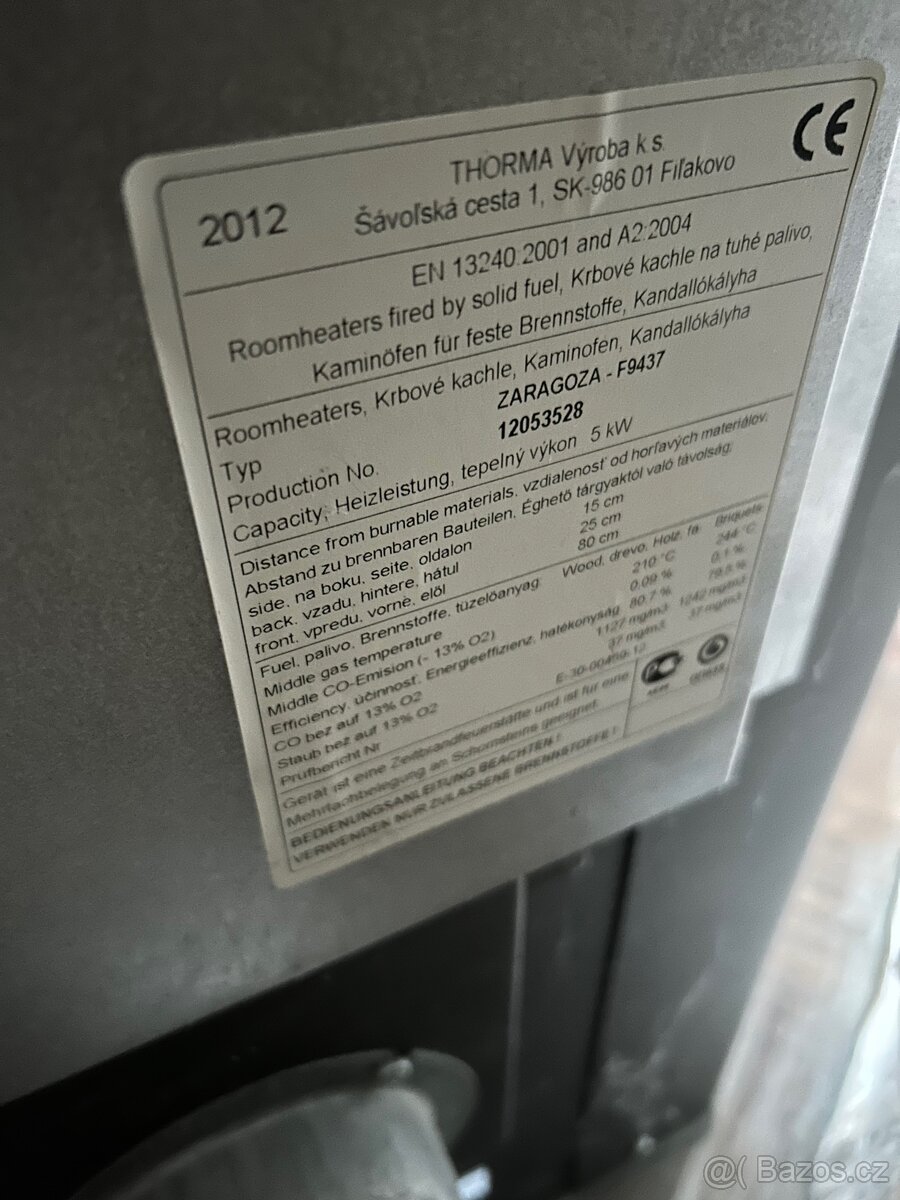 CE
THORMA Výroba k.s.
2012
Šávoľská cesta 1, SK-986 01 Fiľakovo
EN 13240:2001 and A2:2004
Roomheaters fired by solid fuel, Krbové kachle na tuhé palivo,
Kaminöfen für feste Brennstoffe, Kandallókályha
Roomheaters, Krbové kachle, Kaminofen, Kandallókályha
Typ ZARAGOZA - F9437
Production No. 12053528
Capacity, Heizleistung, tepelný výkon 5 kW
Distance from burnable materials, vzdialenosť od horľavých materiálov,
Abstand zu brennbaren Bauteilen, Éghető tárgyaktól való távolság;
side, na boku, seite, oldalon 15 cm
back, vzadu, hintere, hátul 25 cm
front, vpredu, vorne, elöl 80 cm
Fuel, palivo, Brennstoffe, tüzelőanyag: Wood, drevo, Holz, fa: Briquets
Middle gas temperature 210 °C 244 °C
Middle CO-Emision (- 13% O2) 0.09 % 0.1 %
Efficiency, účinnosť, Energieeffizienz, hatékonyság 80.7 % 79.5 %
CO bez auf 13% O2 1127 mg/m3 1242 mg/m3
Staub bez auf 13% O2 37 mg/m3 37 mg/m3
Prüfbericht Nr
Gerät ist eine Zeitbrandfeuerstätte und ist für eine
Mehrfachbelegung an Schornsteins geeignet.
BEDIENUNGSANLEITUNG BEACHTEN !
VERWENDEN NUR ZULASSENE BRENNSTOFFE !
@( Bazos.cz